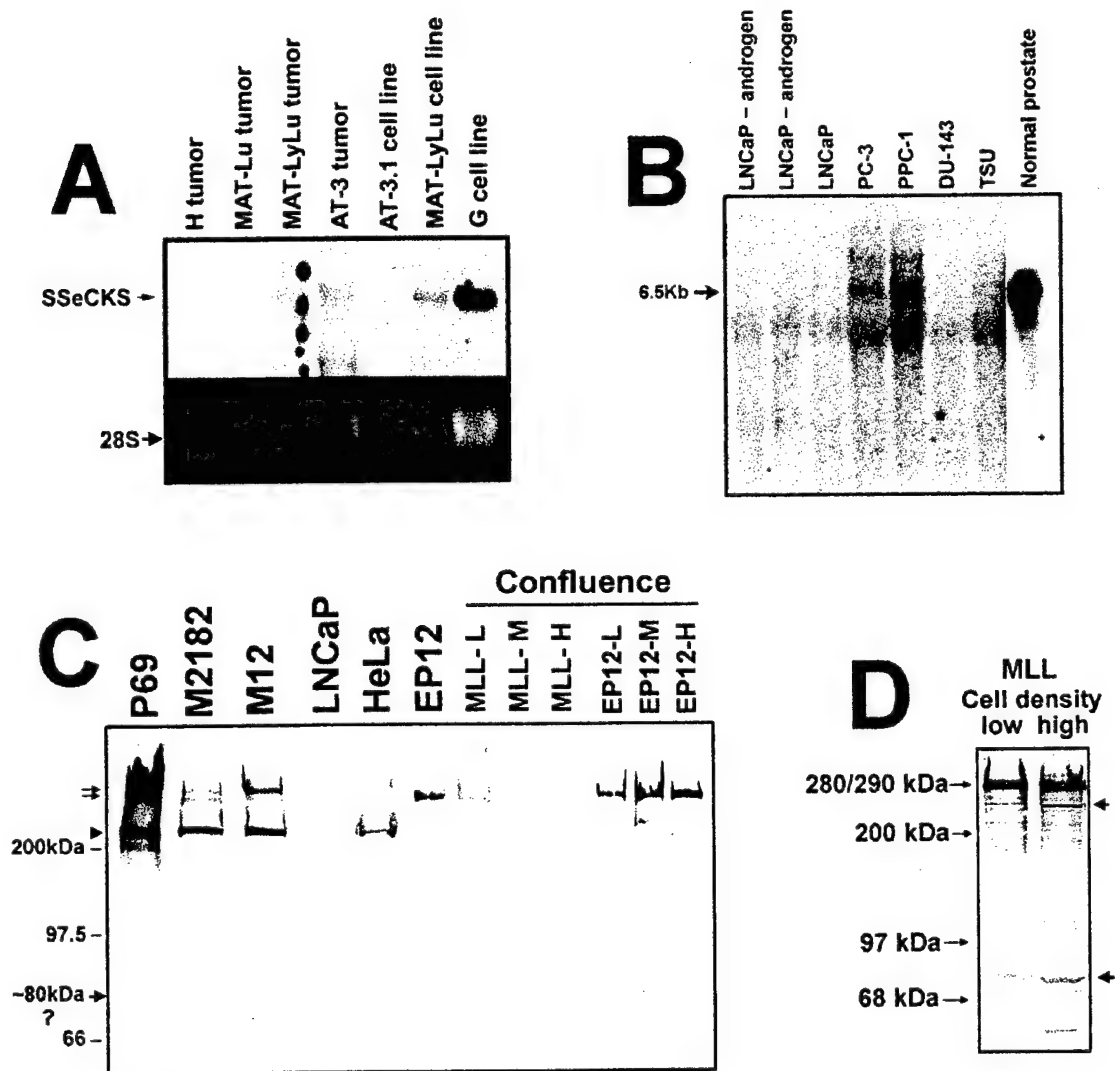 A
H tumor
MAT-Lu tumor
MAT-LyLu tumor
AT-3 tumor
AT-3.1 cell line
MAT-LyLu cell line
G cell line
SSeCKS
28S
B
LNCaP – androgen
LNCaP – androgen
LNCaP
PC-3
PPC-1
DU-143
TSU
Normal prostate
6.5Kb
C
Confluence
P69
M2182
M12
LNCaP
HeLa
EP12
MLL- L
MLL- M
MLL- H
EP12-L
EP12-M
EP12-H
200kDa
97.5
~80kDa
?
66
D
MLL
Cell density
low high
280/290 kDa
200 kDa
97 kDa
68 kDa